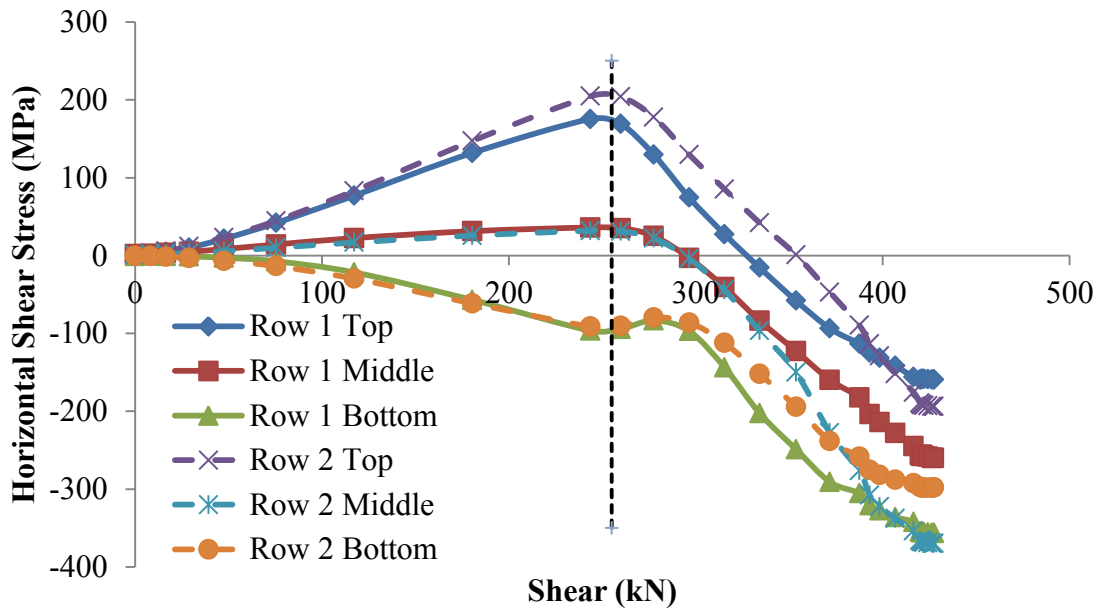 300
200
100
0
-100
-200
-300
-400
0
100
200
300
400
500
Horizontal Shear Stress (MPa)
Shear (kN)
Row 1 Top
Row 1 Middle
Row 1 Bottom
Row 2 Top
Row 2 Middle
Row 2 Bottom